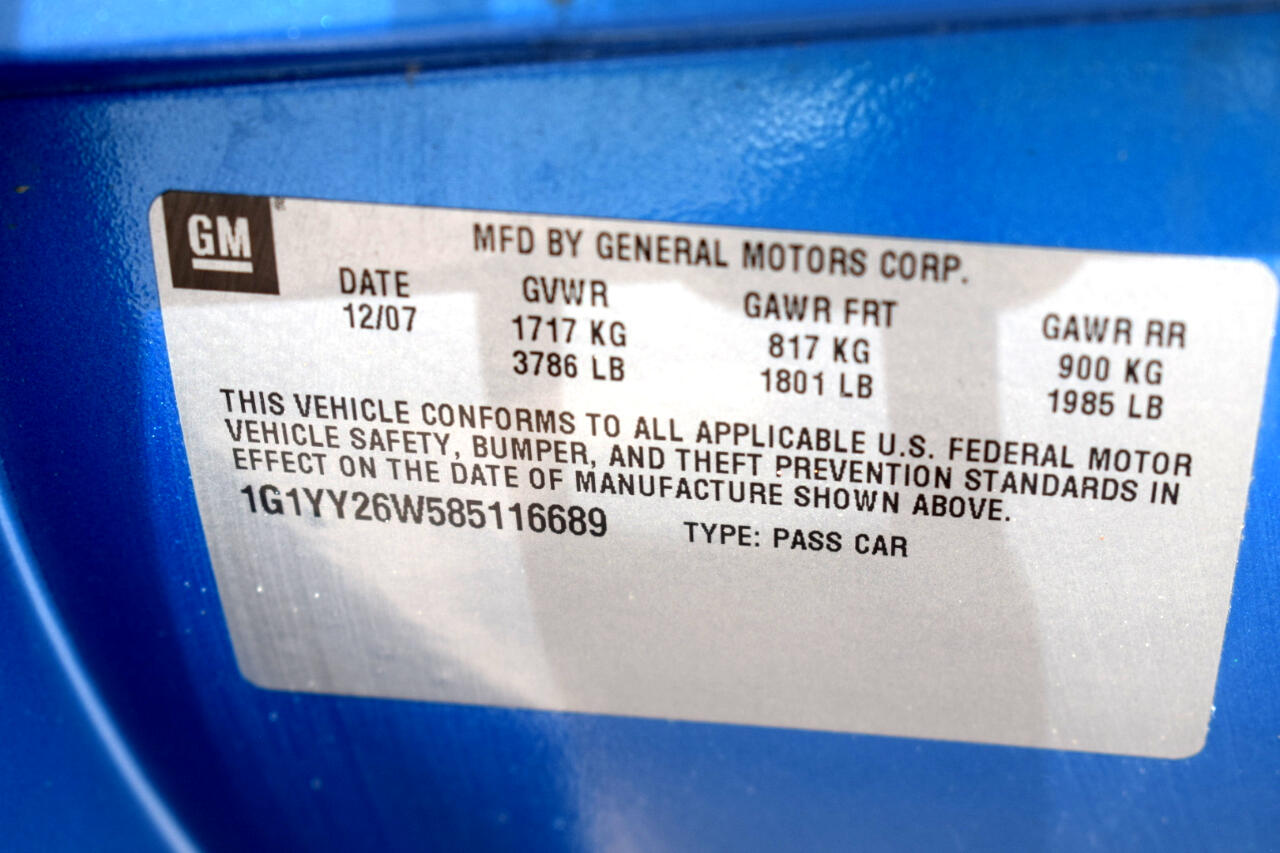 GM
MFD BY GENERAL MOTORS CORP.
DATE GVWR GAWR FRT GAWR RR
12/07 1717 KG 817 KG 900 KG
3786 LB 1801 LB 1985 LB
THIS VEHICLE CONFORMS TO ALL APPLICABLE U.S. FEDERAL MOTOR
VEHICLE SAFETY, BUMPER, AND THEFT PREVENTION STANDARDS IN
EFFECT ON THE DATE OF MANUFACTURE SHOWN ABOVE.
1G1YY26W585116689 TYPE: PASS CAR